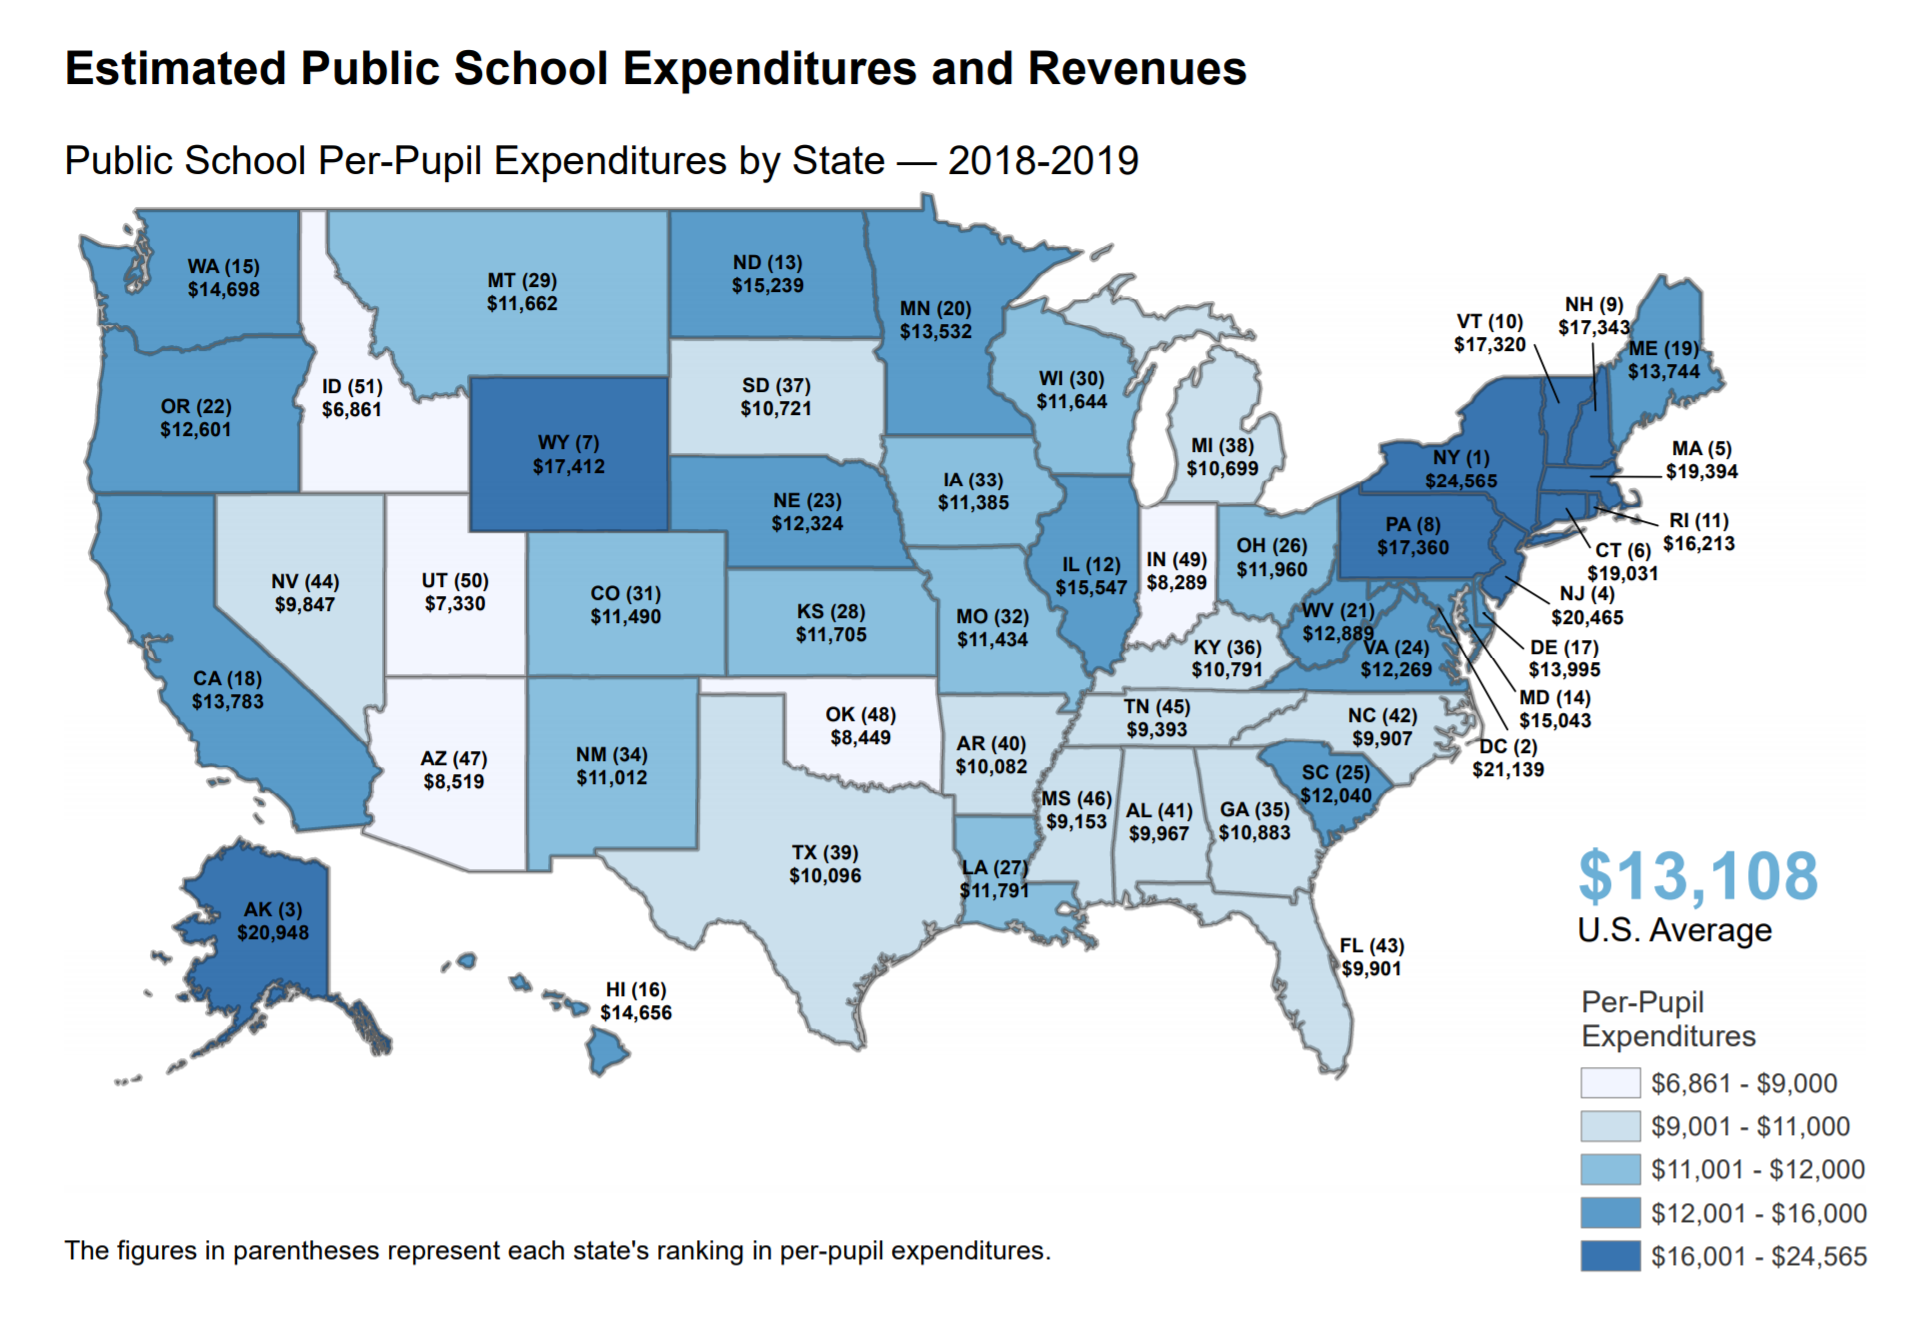 Estimated Public School Expenditures and Revenues
Public School Per-Pupil Expenditures by State — 2018-2019
WA (15)
$14,698
MT (29)
$11,662
ND (13)
$15,239
MN (20)
$13,532
VT (10)
$17,320
NH (9)
$17,343
ME (19)
$13,744
OR (22)
$12,601
ID (51)
$6,861
WY (7)
$17,412
SD (37)
$10,721
WI (30)
$11,644
MI (38)
$10,699
NY (1)
$24,565
MA (5)
$19,394
RI (11)
$16,213
CT (6)
$19,031
NJ (4)
$20,465
DE (17)
$13,995
MD (14)
$15,043
DC (2)
$21,139
NE (23)
$12,324
IA (33)
$11,385
IL (12)
$15,547
IN (49)
$8,289
OH (26)
$11,960
PA (8)
$17,360
NV (44)
$9,847
UT (50)
$7,330
CO (31)
$11,490
KS (28)
$11,705
MO (32)
$11,434
KY (36)
$10,791
WV (21)
$12,889
VA (24)
$12,269
CA (18)
$13,783
AZ (47)
$8,519
NM (34)
$11,012
OK (48)
$8,449
AR (40)
$10,082
TN (45)
$9,393
NC (42)
$9,907
SC (25)
$12,040
MS (46)
$9,153
AL (41)
$9,967
GA (35)
$10,883
TX (39)
$10,096
LA (27)
$11,791
FL (43)
$9,901
AK (3)
$20,948
HI (16)
$14,656
$13,108
U.S. Average
Per-Pupil
Expenditures
$6,861 - $9,000
$9,001 - $11,000
$11,001 - $12,000
$12,001 - $16,000
$16,001 - $24,565
The figures in parentheses represent each state's ranking in per-pupil expenditures.